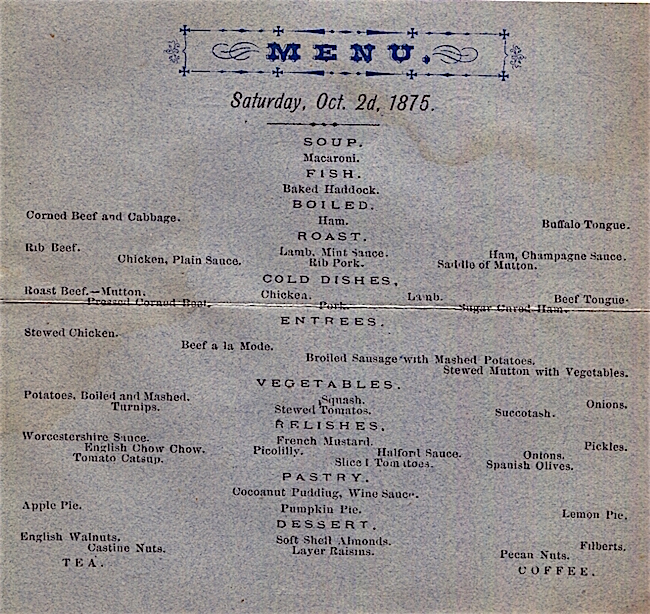 MENU.
Saturday, Oct. 2d, 1875.
SOUP.
Macaroni.
FISH.
Baked Haddock.
BOILED.
Corned Beef and Cabbage. Ham. Buffalo Tongue.
ROAST.
Rib Beef. Lamb, Mint Sauce. Ham, Champagne Sauce.
Chicken, Plain Sauce. Rib Pork. Saddle of Mutton.
COLD DISHES,
Roast Beef.—Mutton. Chicken. Lamb. Beef Tongue.
Pressed Corned Beef. Pork. Sugar Cured Ham.
ENTREES.
Stewed Chicken.
Beef a la Mode.
Broiled Sausage with Mashed Potatoes.
Stewed Mutton with Vegetables.
VEGETABLES.
Potatoes, Boiled and Mashed. Squash. Onions.
Turnips. Stewed Tomatos. Succotash.
RELISHES.
Worcestershire Sauce. French Mustard. Pickles.
English Chow Chow. Picolilly. Halford Sauce. Onions.
Tomato Catsup. Sliced Tomatoes. Spanish Olives.
PASTRY.
Cocoanut Pudding, Wine Sauce.
Apple Pie. Pumpkin Pie. Lemon Pie.
DESSERT.
English Walnuts. Soft Shell Almonds. Filberts.
Castine Nuts. Layer Raisins. Pecan Nuts.
TEA. COFFEE.